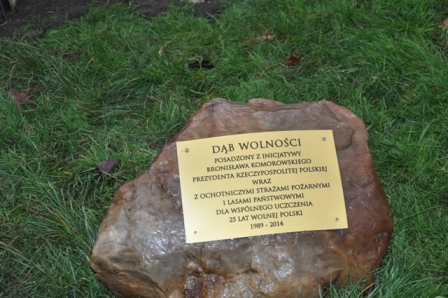 DĄB WOLNOŚCI
POSADZONY Z INICJATYWY
BRONISŁAWA KOMOROWSKIEGO
PREZYDENTA RZECZYPOSPOLITEJ POLSKIEJ
WRAZ
Z OCHOTNICZYMI STRAŻAMI POŻARNYMI
I LASAMI PAŃSTWOWYMI
DLA WSPÓLNEGO UCZCZENIA
25 LAT WOLNEJ POLSKI
1989 - 2014